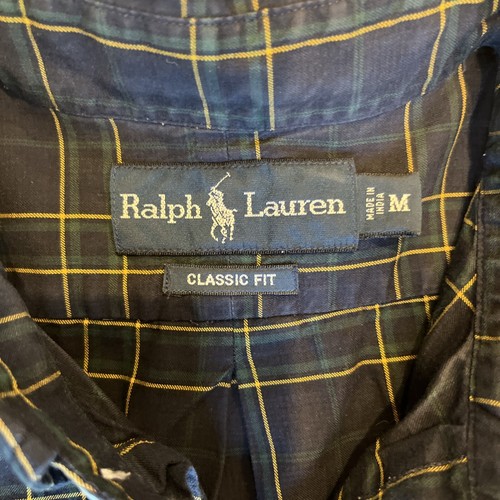 Ralph Lauren
MADE IN
INDIA
M
CLASSIC FIT